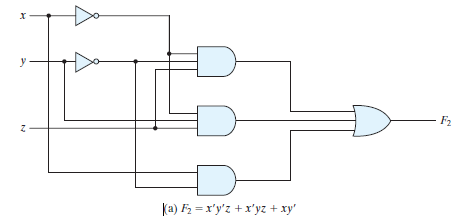 x
y
z
F₂
(a) F₂ = x'y'z + x'yz + xy'